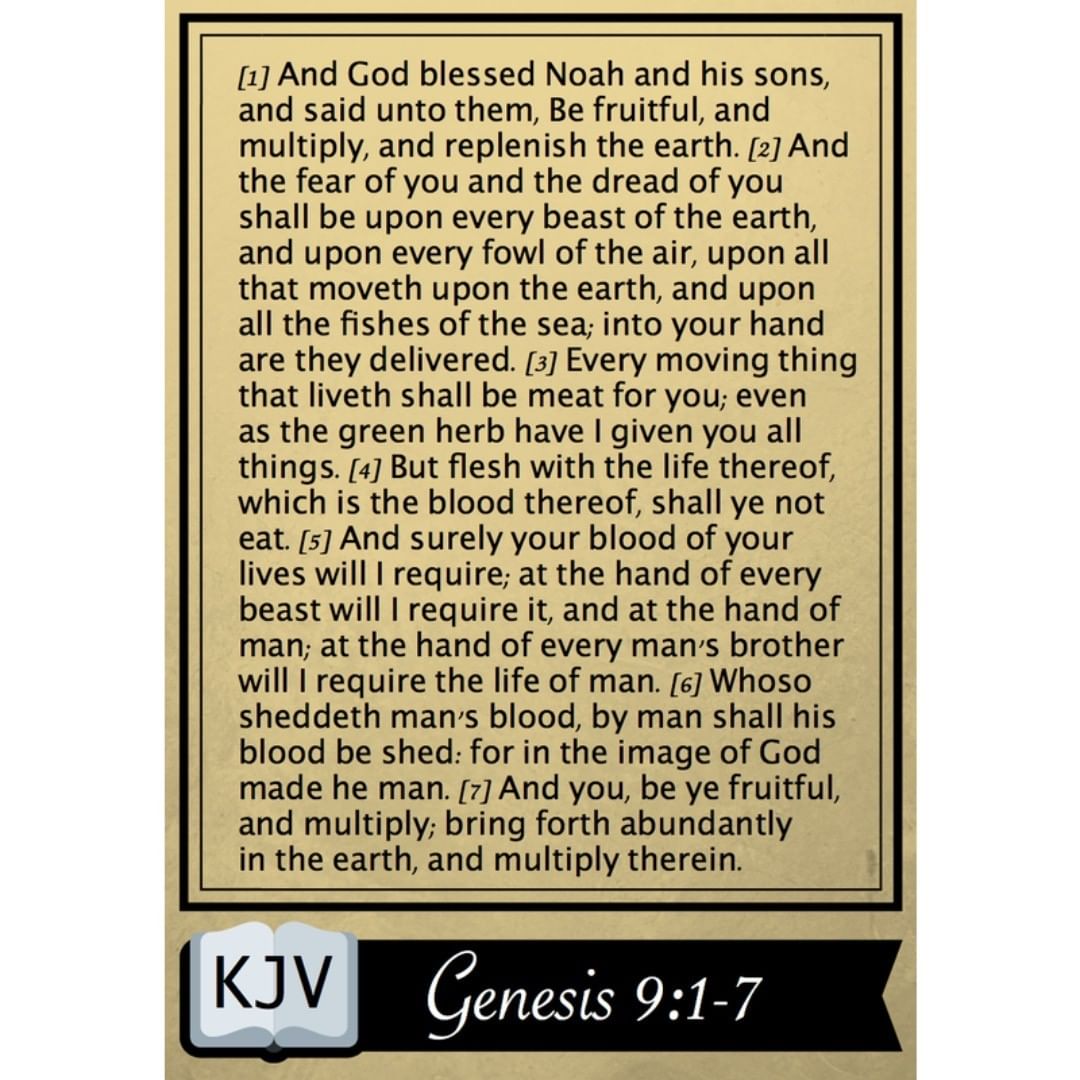 [1] And God blessed Noah and his sons,
and said unto them, Be fruitful, and
multiply, and replenish the earth. [2] And
the fear of you and the dread of you
shall be upon every beast of the earth,
and upon every fowl of the air, upon all
that moveth upon the earth, and upon
all the fishes of the sea; into your hand
are they delivered. [3] Every moving thing
that liveth shall be meat for you; even
as the green herb have I given you all
things. [4] But flesh with the life thereof,
which is the blood thereof, shall ye not
eat. [5] And surely your blood of your
lives will I require; at the hand of every
beast will I require it, and at the hand of
man; at the hand of every man's brother
will I require the life of man. [6] Whoso
sheddeth man's blood, by man shall his
blood be shed: for in the image of God
made he man. [7] And you, be ye fruitful,
and multiply; bring forth abundantly
in the earth, and multiply therein.
KJV
Genesis 9:1-7